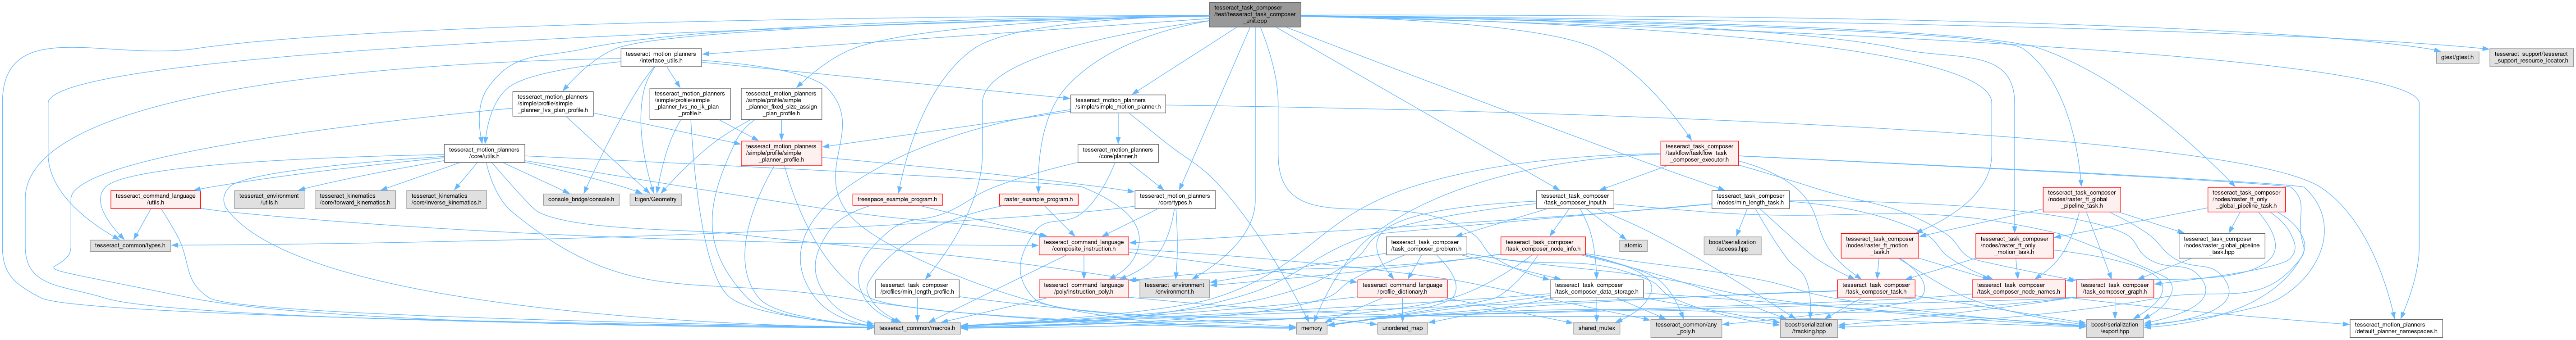 tesseract_task_composer
/test/tesseract_task_composer
_unit.cpp
tesseract_motion_planners
/interface_utils.h
gtest/gtest.h
tesseract_support/tesseract
_support_resource_locator.h
tesseract_motion_planners
/simple/profile/simple
_planner_lvs_plan_profile.h
tesseract_motion_planners
/simple/profile/simple
_planner_lvs_no_ik_plan
_profile.h
tesseract_motion_planners
/simple/profile/simple
_planner_fixed_size_assign
_plan_profile.h
tesseract_motion_planners
/simple/simple_motion_planner.h
tesseract_motion_planners
/core/utils.h
tesseract_motion_planners
/simple/profile/simple
_planner_profile.h
tesseract_motion_planners
/core/planner.h
tesseract_task_composer
/taskflow/taskflow_task
_composer_executor.h
tesseract_command_language
/utils.h
tesseract_environment
/utils.h
tesseract_kinematics
/core/forward_kinematics.h
tesseract_kinematics
/core/inverse_kinematics.h
console_bridge/console.h
Eigen/Geometry
freespace_example_program.h
raster_example_program.h
tesseract_motion_planners
/core/types.h
tesseract_task_composer
/task_composer_input.h
tesseract_task_composer
/nodes/min_length_task.h
tesseract_task_composer
/nodes/raster_ft_global
_pipeline_task.h
tesseract_task_composer
/nodes/raster_ft_only
_global_pipeline_task.h
tesseract_common/types.h
tesseract_command_language
/composite_instruction.h
tesseract_task_composer
/task_composer_problem.h
tesseract_task_composer
/task_composer_node_info.h
atomic
boost/serialization
/access.hpp
tesseract_task_composer
/nodes/raster_ft_motion
_task.h
tesseract_task_composer
/nodes/raster_ft_only
_motion_task.h
tesseract_task_composer
/nodes/raster_global_pipeline
_task.hpp
tesseract_task_composer
/profiles/min_length_profile.h
tesseract_command_language
/poly/instruction_poly.h
tesseract_environment
/environment.h
tesseract_command_language
/profile_dictionary.h
tesseract_task_composer
/task_composer_data_storage.h
tesseract_task_composer
/task_composer_task.h
tesseract_task_composer
/task_composer_node_names.h
tesseract_task_composer
/task_composer_graph.h
tesseract_common/macros.h
memory
unordered_map
shared_mutex
tesseract_common/any
_poly.h
boost/serialization
/tracking.hpp
boost/serialization
/export.hpp
tesseract_motion_planners
/default_planner_namespaces.h